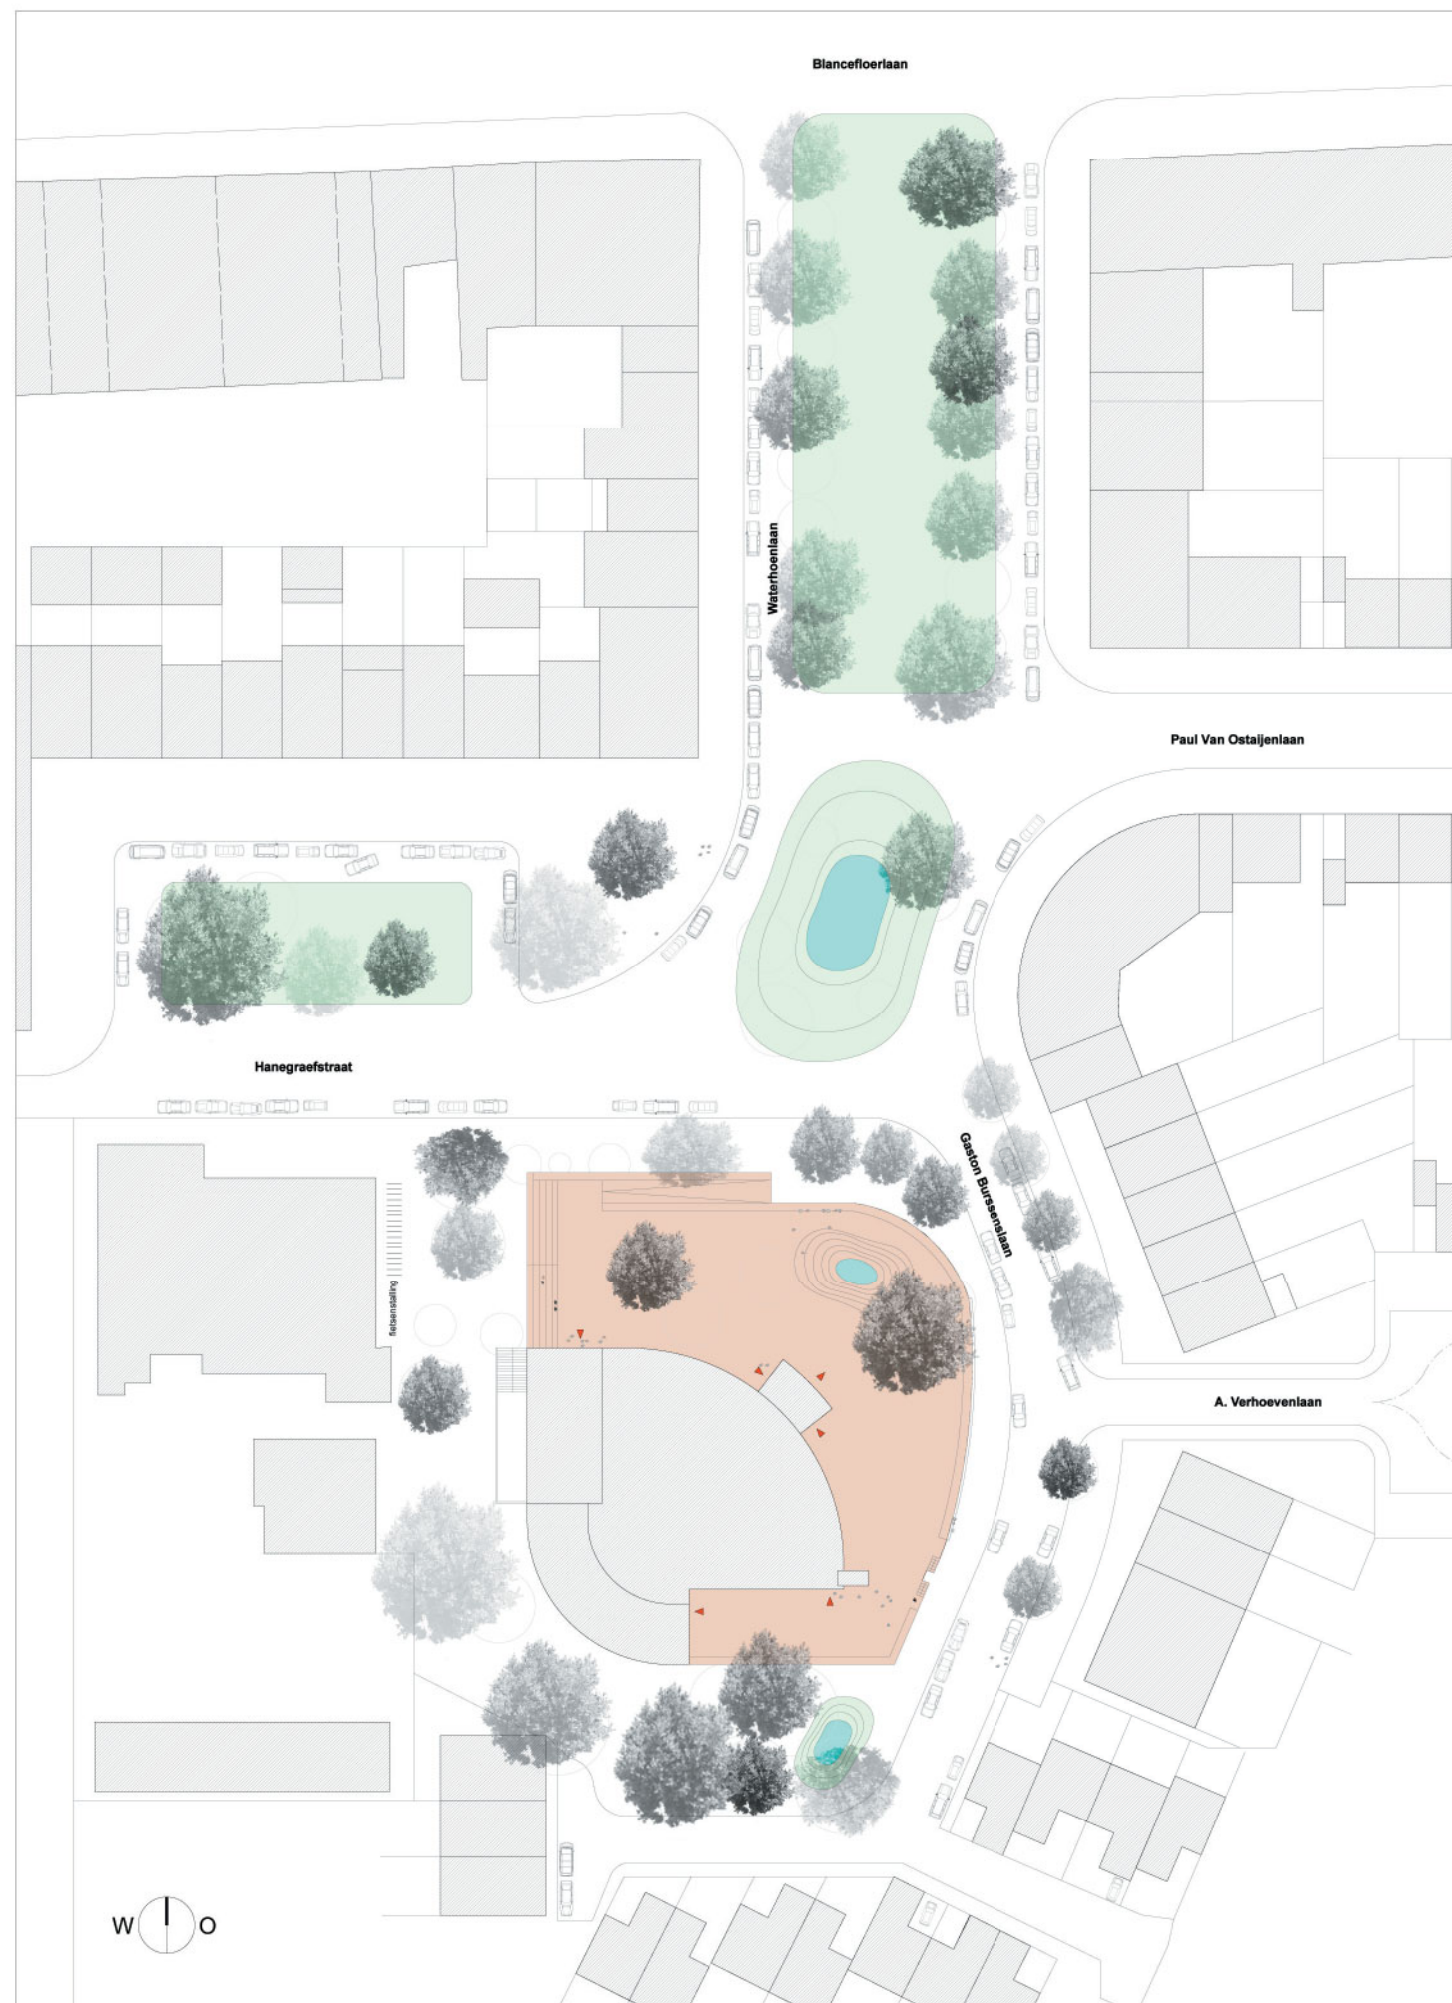 Blancefloerlaan
Waterhoenlaan
Paul Van Ostaijenlaan
Hanegraefstraat
Gaston Burssenslaan
fietsenstalling
A. Verhoevenlaan
W O